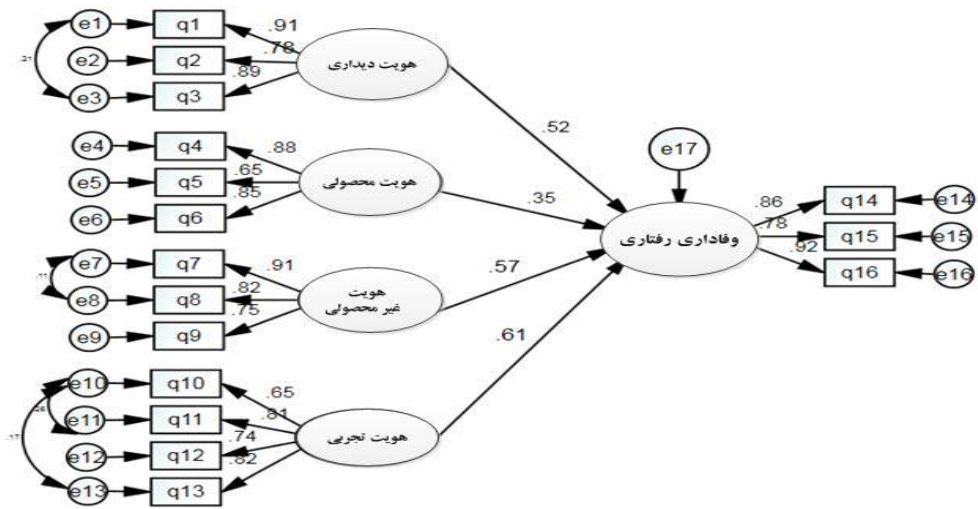 e1
q1
.91
e2
q2
.78
e3
q3
.89
هویت دیداری
e4
q4
.88
e5
q5
.65
e6
q6
.85
هویت محصولی
e7
q7
.91
e8
q8
.82
e9
q9
.75
هویت
غیر محصولی
e10
q10
.65
e11
q11
.81
e12
q12
.74
e13
q13
.82
هویت تجربی
.52
.35
.57
.61
e17
وفاداری رفتاری
.86
q14
e14
.78
q15
e15
.92
q16
e16